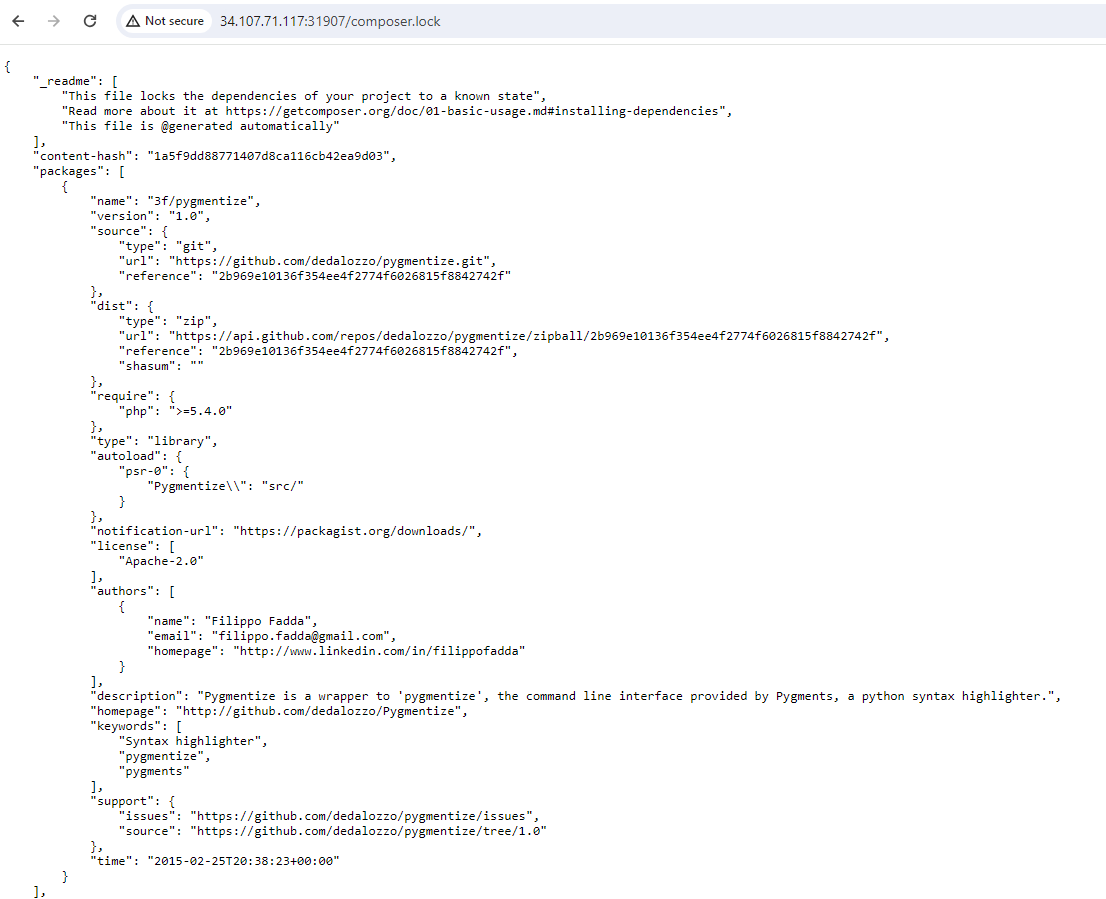 Not secure 34.107.71.117:31907/composer.lock
{
    "_readme": [
        "This file locks the dependencies of your project to a known state",
        "Read more about it at https://getcomposer.org/doc/01-basic-usage.md#installing-dependencies",
        "This file is @generated automatically"
    ],
    "content-hash": "1a5f9dd88771407d8ca116cb42ea9d03",
    "packages": [
        {
            "name": "3f/pygmentize",
            "version": "1.0",
            "source": {
                "type": "git",
                "url": "https://github.com/dedalozzo/pygmentize.git",
                "reference": "2b969e10136f354ee4f2774f6026815f8842742f"
            },
            "dist": {
                "type": "zip",
                "url": "https://api.github.com/repos/dedalozzo/pygmentize/zipball/2b969e10136f354ee4f2774f6026815f8842742f",
                "reference": "2b969e10136f354ee4f2774f6026815f8842742f",
                "shasum": ""
            },
            "require": {
                "php": ">=5.4.0"
            },
            "type": "library",
            "autoload": {
                "psr-0": {
                    "Pygmentize\\": "src/"
                }
            },
            "notification-url": "https://packagist.org/downloads/",
            "license": [
                "Apache-2.0"
            ],
            "authors": [
                {
                    "name": "Filippo Fadda",
                    "email": "filippo.fadda@gmail.com",
                    "homepage": "http://www.linkedin.com/in/filippofadda"
                }
            ],
            "description": "Pygmentize is a wrapper to 'pygmentize', the command line interface provided by Pygments, a python syntax highlighter.",
            "homepage": "http://github.com/dedalozzo/Pygmentize",
            "keywords": [
                "Syntax highlighter",
                "pygmentize",
                "pygments"
            ],
            "support": {
                "issues": "https://github.com/dedalozzo/pygmentize/issues",
                "source": "https://github.com/dedalozzo/pygmentize/tree/1.0"
            },
            "time": "2015-02-25T20:38:23+00:00"
        }
    ],